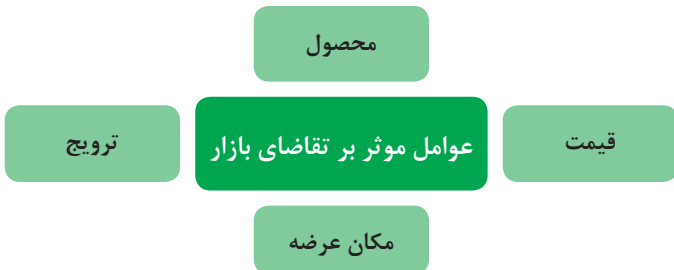 محصول
قیمت
عوامل موثر بر تقاضای بازار
ترویج
مکان عرضه